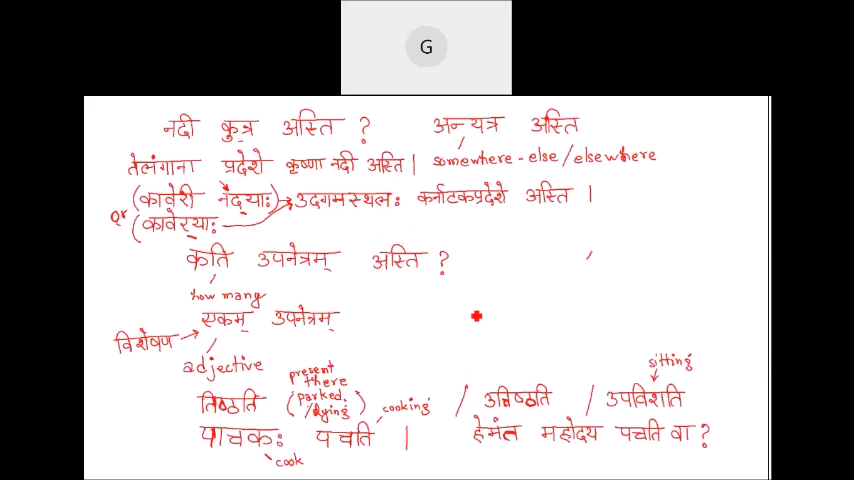 G
नदी कुत्र अस्ति ? अन्यत्र अस्ति
तेलंगाना प्रदेशे कृष्णा नदी अस्ति | somewhere-else/elsewhere
(कावेरी नद्याः) → उदगमस्थलः कर्नाटकप्रदेशे अस्ति |
or (कावेर्याः
कति उपनेत्रम् अस्ति ?
how many
एकम् उपनेत्रम्
विशेषण →
adjective
sitting
present there
तिष्ठति (parked. /lying) / उतिष्ठति / उपविशति
cooking
पाचकः पचति | हेमंत महोदय पचति वा ?
cook